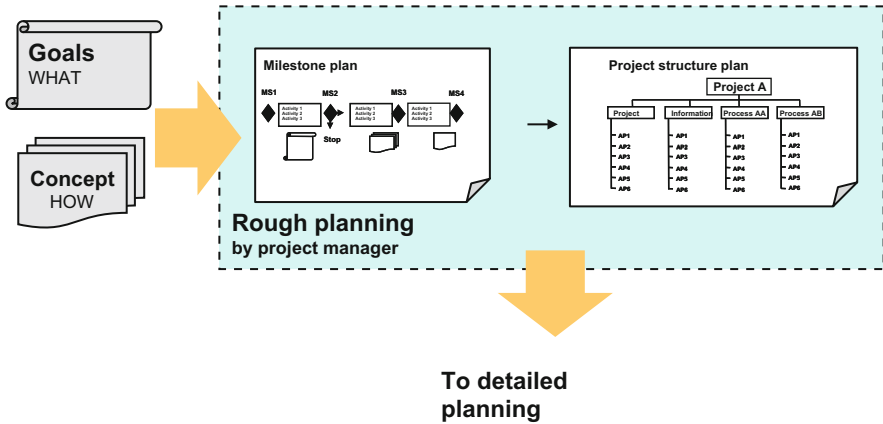 Goals
WHAT
Concept
HOW
Milestone plan
MS1 MS2 MS3 MS4
Activity 1
Activity 2
Activity 3
Activity 1
Activity 2
Activity 3
Activity 1
Activity 2
Activity 3
Stop
Project structure plan
Project A
Project Information Process AA Process AB
AP1 AP1 AP1 AP1
AP2 AP2 AP2 AP2
AP3 AP3 AP3 AP3
AP4 AP4 AP4 AP4
AP5 AP5 AP5 AP5
AP6 AP6 AP6 AP6
Rough planning
by project manager
To detailed
planning